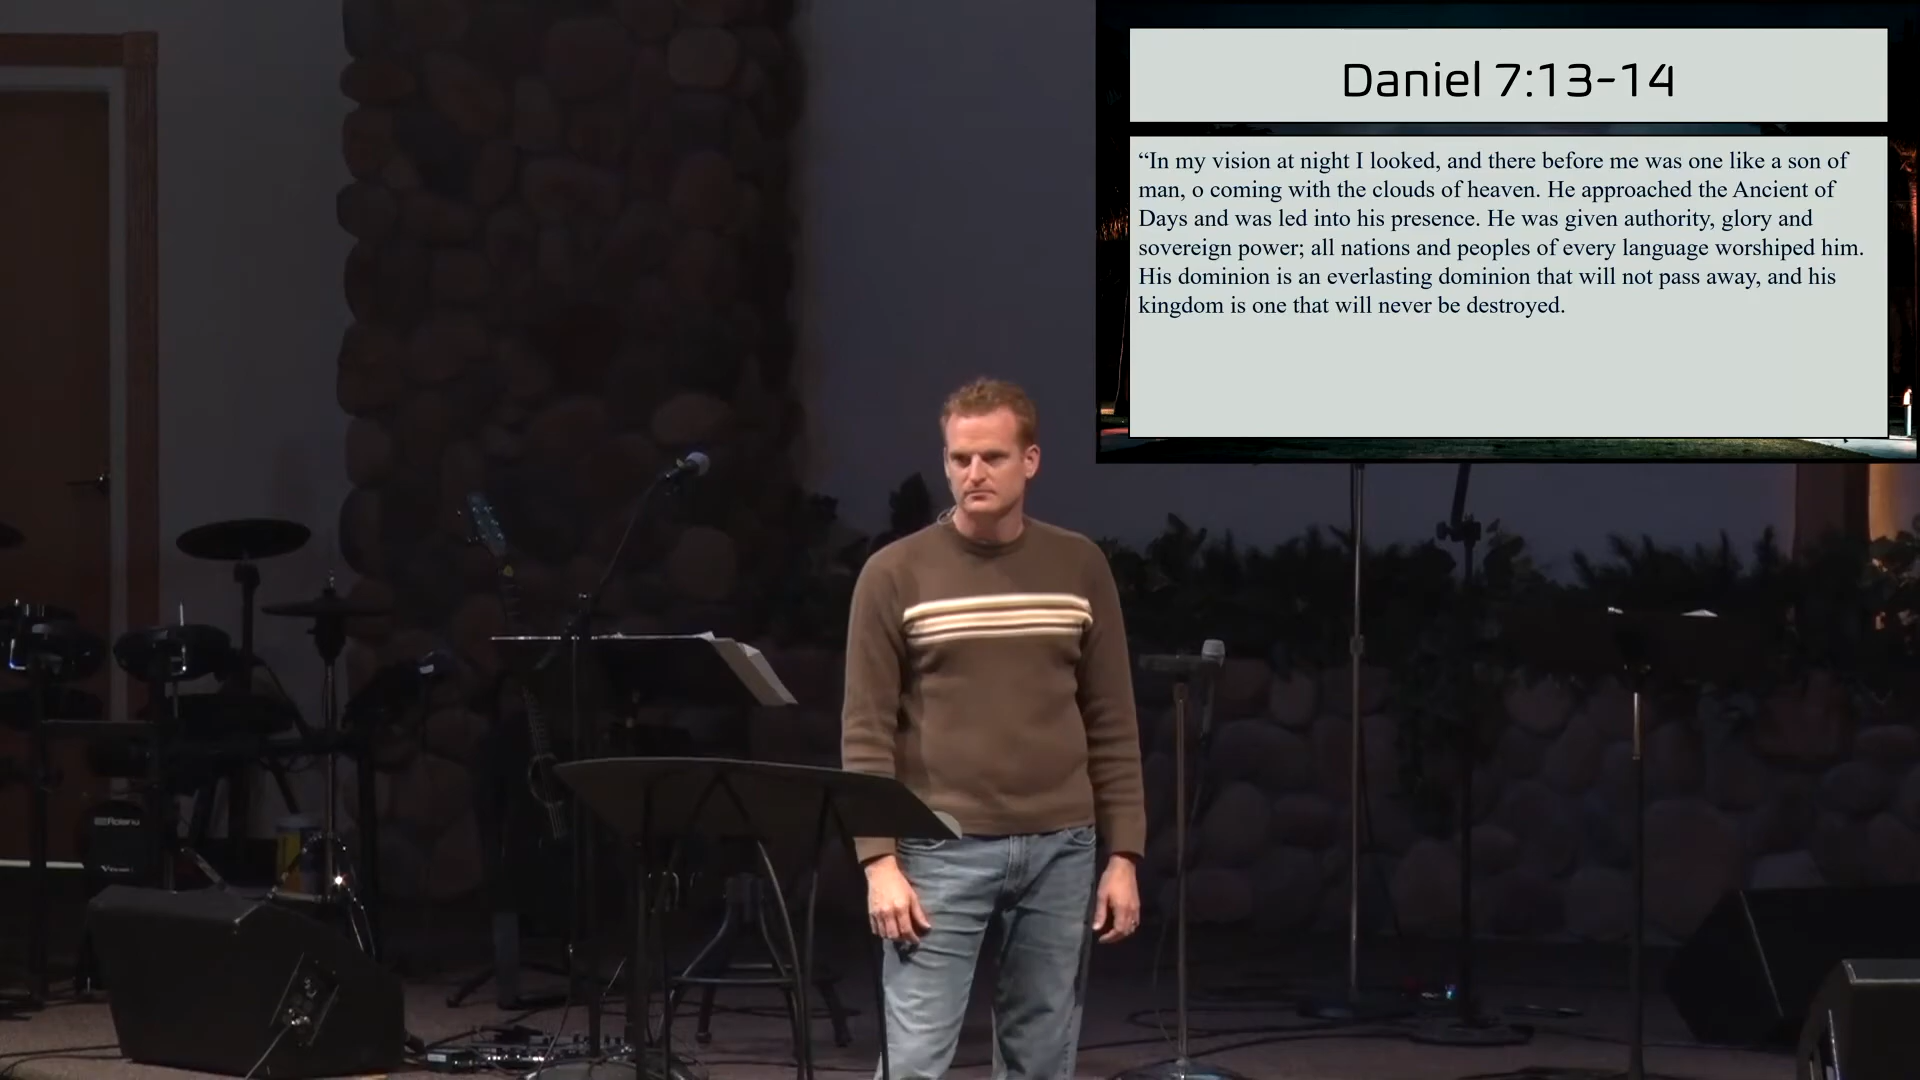 Daniel 7:13-14
“In my vision at night I looked, and there before me was one like a son of
man, o coming with the clouds of heaven. He approached the Ancient of
Days and was led into his presence. He was given authority, glory and
sovereign power; all nations and peoples of every language worshiped him.
His dominion is an everlasting dominion that will not pass away, and his
kingdom is one that will never be destroyed.
Roland